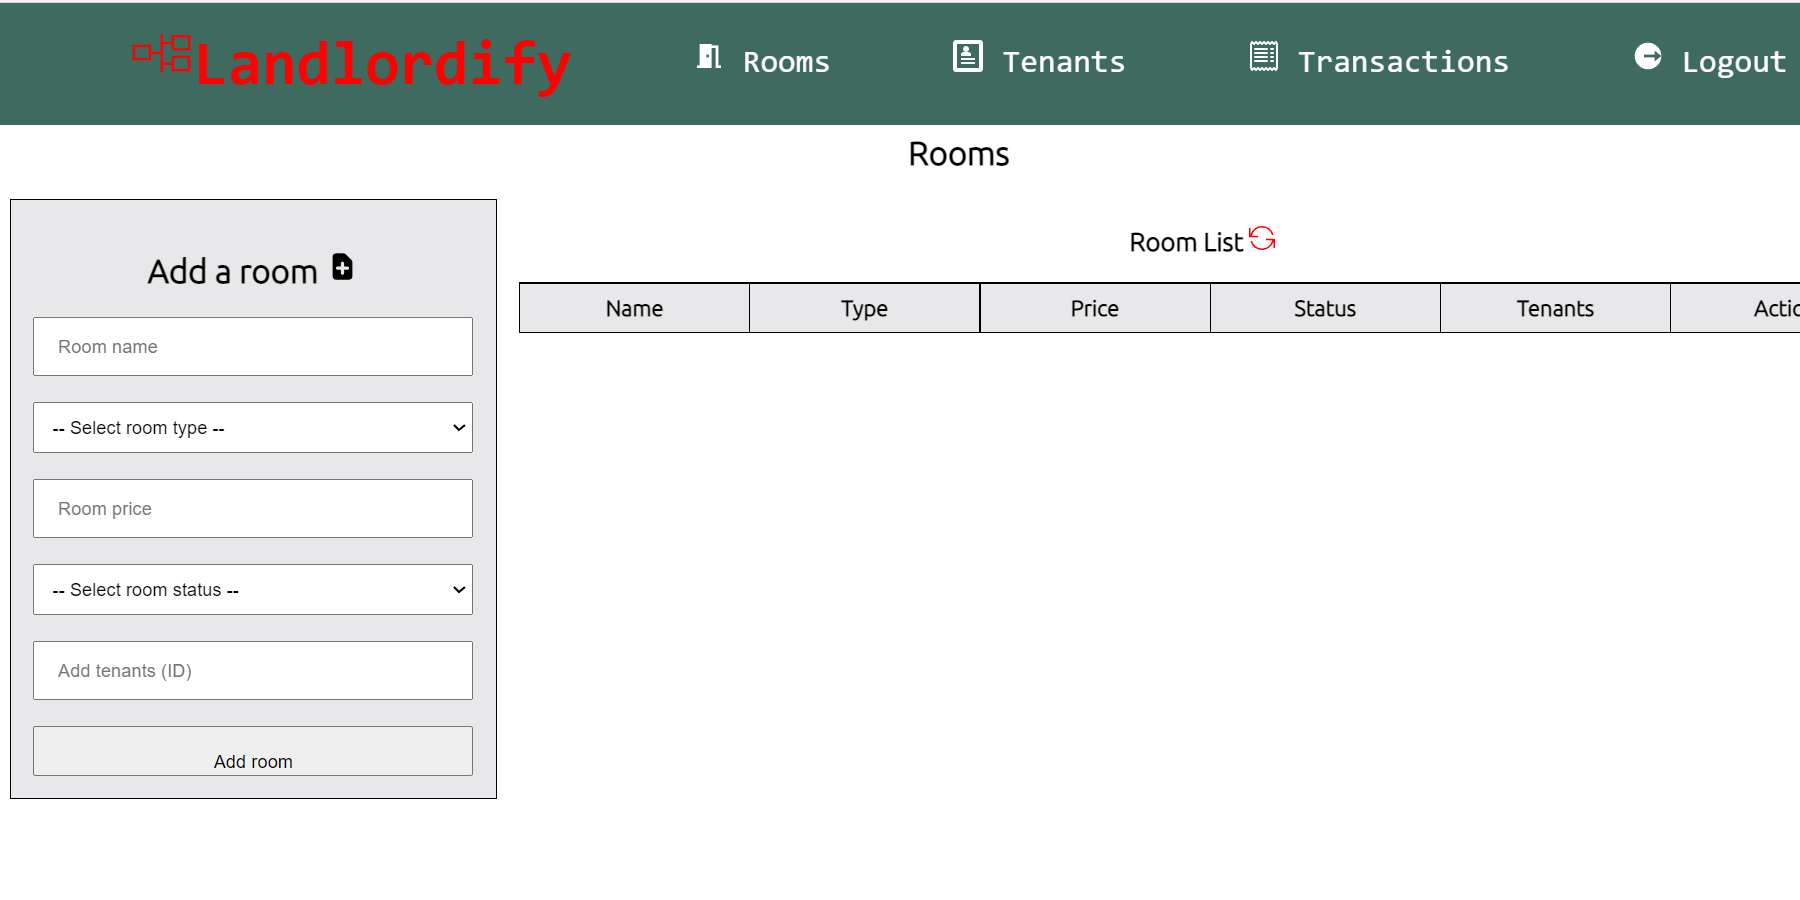 Landlordify Rooms Tenants Transactions Logout
Rooms
Add a room
Room name
-- Select room type --
Room price
-- Select room status --
Add tenants (ID)
Add room
Room List
Name Type Price Status Tenants Actio